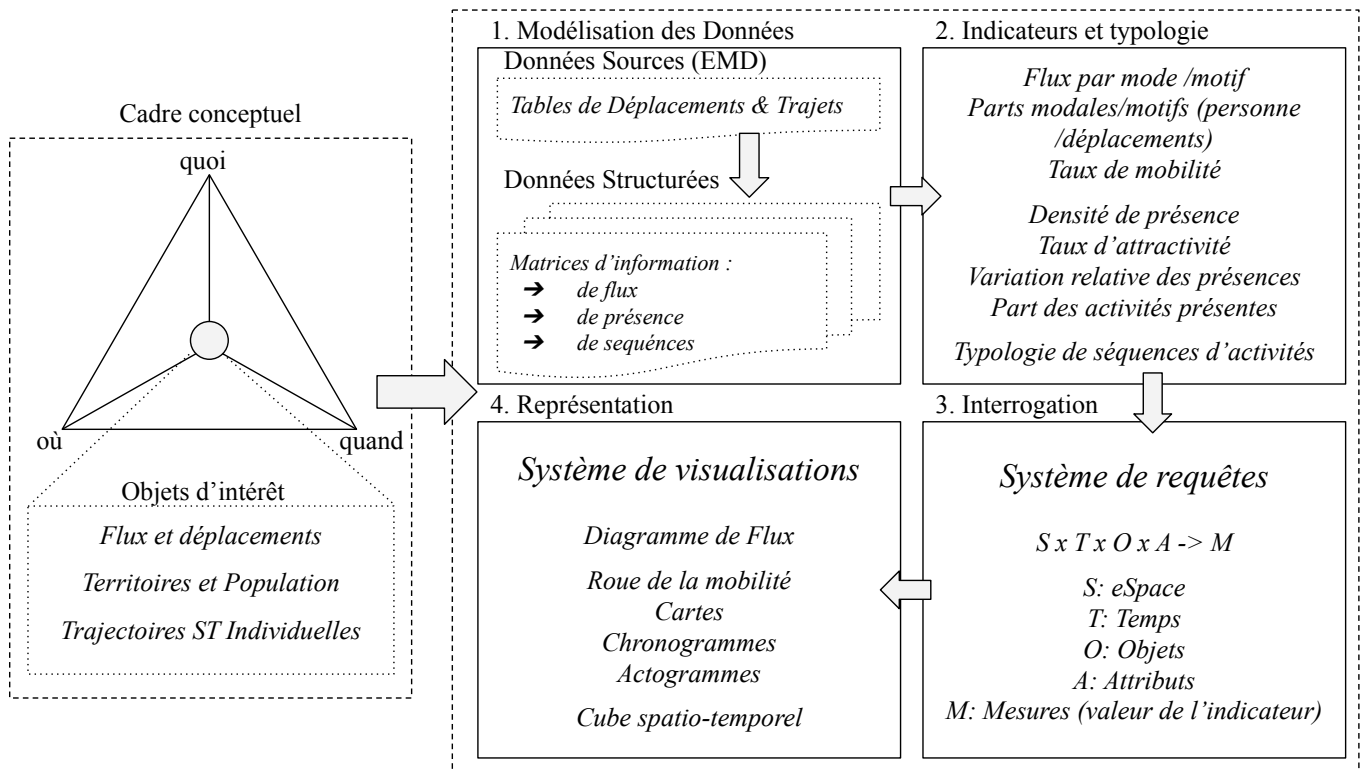 Cadre conceptuel
quoi
où
quand
Objets d’intérêt
Flux et déplacements
Territoires et Population
Trajectoires ST Individuelles
1. Modélisation des Données
Données Sources (EMD)
Tables de Déplacements & Trajets
Données Structurées
Matrices d’information :
➔ de flux
➔ de présence
➔ de sequénces
2. Indicateurs et typologie
Flux par mode /motif
Parts modales/motifs (personne
/déplacements)
Taux de mobilité
Densité de présence
Taux d’attractivité
Variation relative des présences
Part des activités présentes
Typologie de séquences d’activités
3. Interrogation
Système de requêtes
S x T x O x A -> M
S: eSpace
T: Temps
O: Objets
A: Attributs
M: Mesures (valeur de l’indicateur)
4. Représentation
Système de visualisations
Diagramme de Flux
Roue de la mobilité
Cartes
Chronogrammes
Actogrammes
Cube spatio-temporel